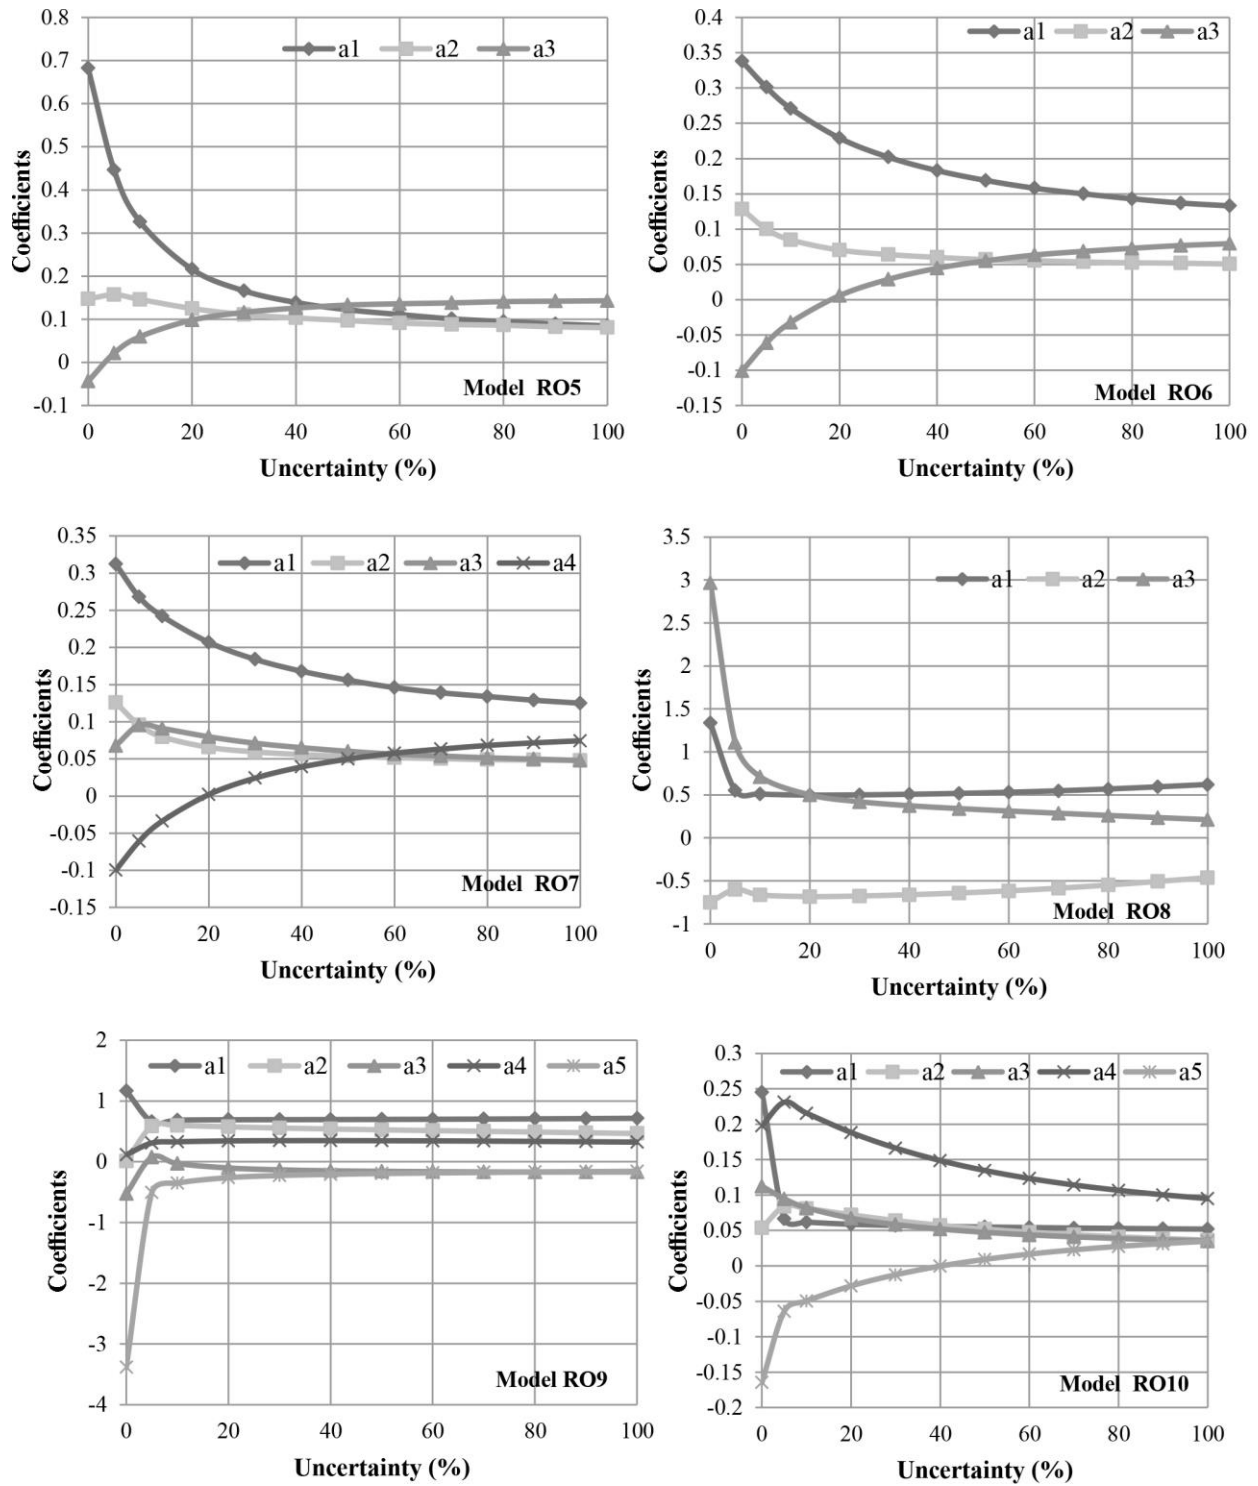 0.8
0.7
0.6
0.5
0.4
0.3
0.2
0.1
0
-0.1
Coefficients
a1 a2 a3
Model RO5
0 20 40 60 80 100
Uncertainty (%)
0.4
0.35
0.3
0.25
0.2
0.15
0.1
0.05
0
-0.05
-0.1
-0.15
Coefficients
a1 a2 a3
Model RO6
0 20 40 60 80 100
Uncertainty (%)
0.35
0.3
0.25
0.2
0.15
0.1
0.05
0
-0.05
-0.1
-0.15
Coefficients
a1 a2 a3 a4
Model RO7
0 20 40 60 80 100
Uncertainty (%)
3.5
3
2.5
2
1.5
1
0.5
0
-0.5
-1
Coefficients
a1 a2 a3
Model RO8
0 20 40 60 80 100
Uncertainty (%)
2
1
0
-1
-2
-3
-4
Coefficients
a1 a2 a3 a4 a5
Model RO9
0 20 40 60 80 100
Uncertainty (%)
0.3
0.25
0.2
0.15
0.1
0.05
0
-0.05
-0.1
-0.15
-0.2
Coefficients
a1 a2 a3 a4 a5
Model RO10
0 20 40 60 80 100
Uncertainty (%)